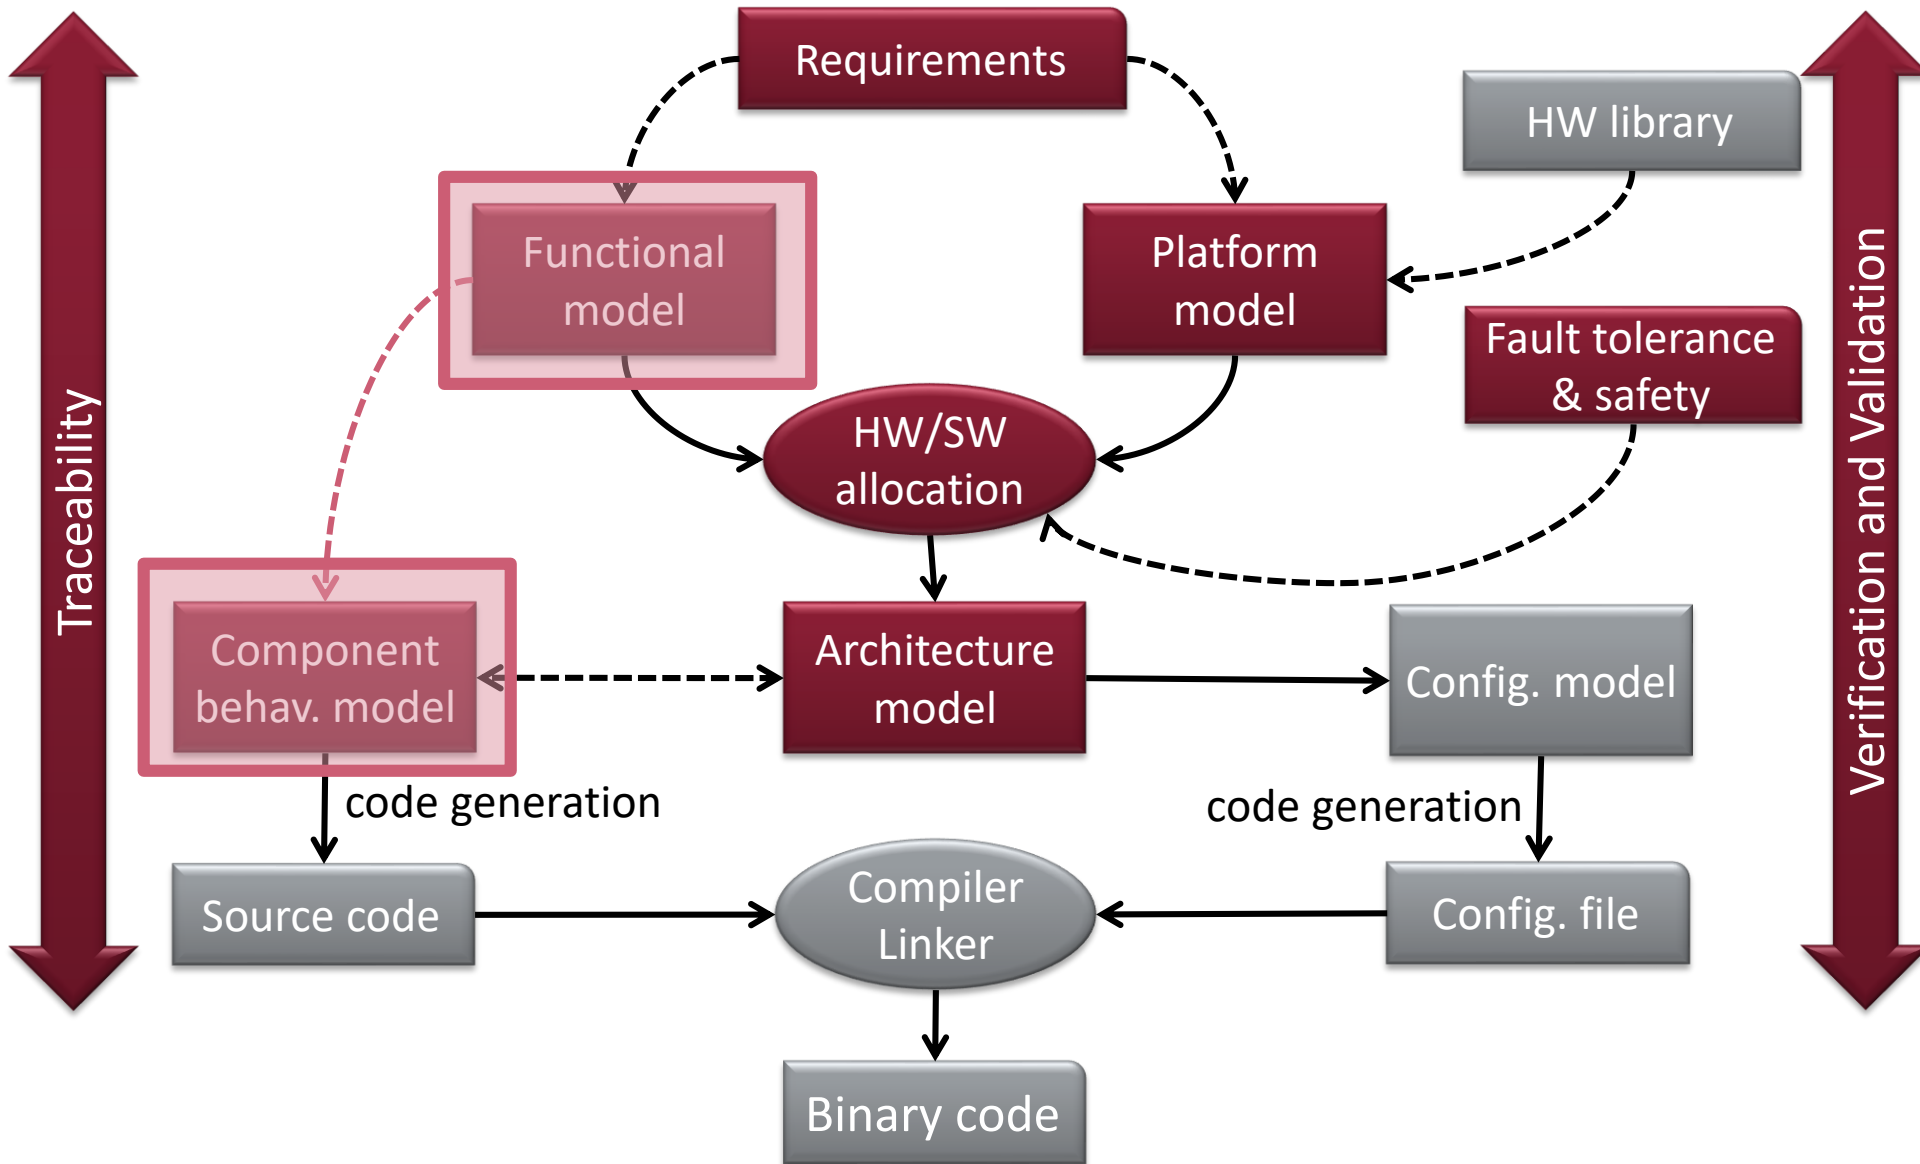 Requirements
HW library
Functional
model
Platform
model
Fault tolerance
& safety
HW/SW
allocation
Traceability
Verification and Validation
Component
behav. model
Architecture
model
Config. model
code generation
code generation
Source code
Compiler
Linker
Config. file
Binary code